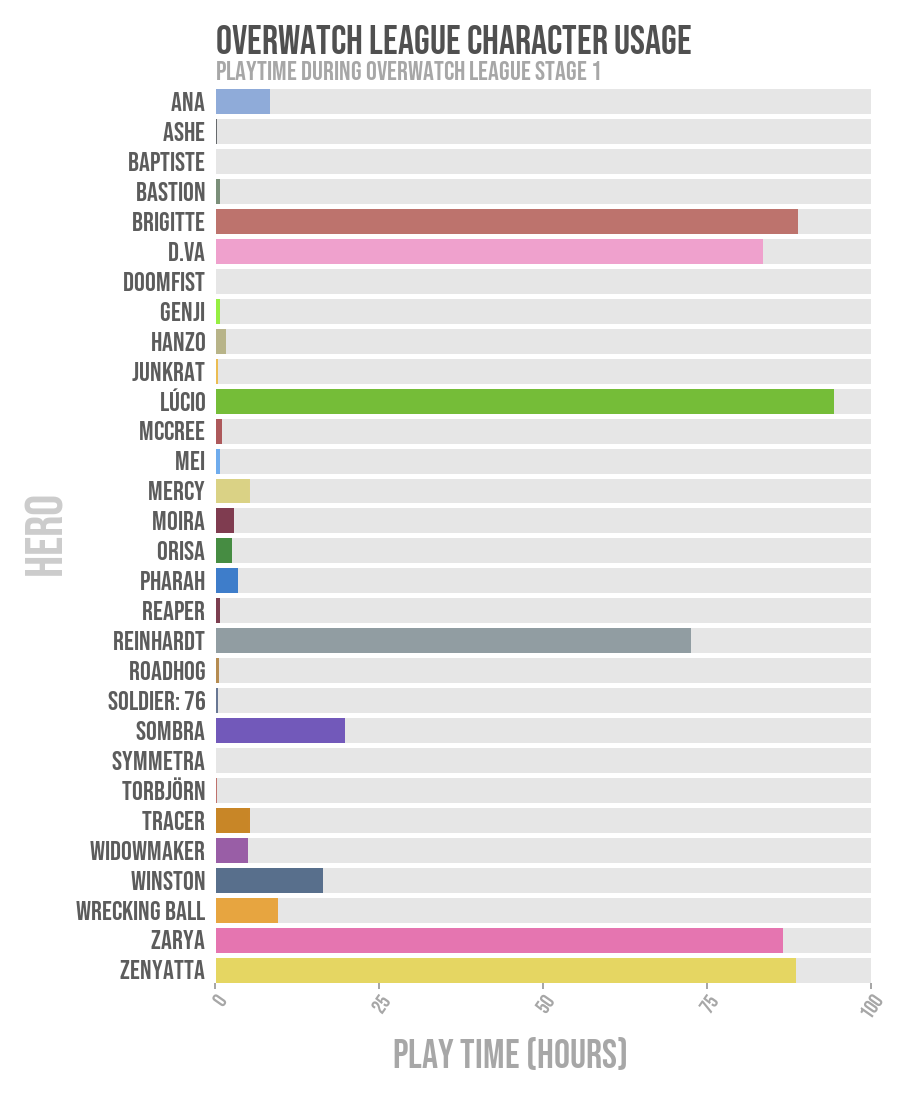 OVERWATCH LEAGUE CHARACTER USAGE
PLAYTIME DURING OVERWATCH LEAGUE STAGE 1
ANA
ASHE
BAPTISTE
BASTION
BRIGITTE
D.VA
DOOMFIST
GENJI
HANZO
JUNKRAT
LÚCIO
MCCREE
MEI
MERCY
MOIRA
ORISA
PHARAH
REAPER
REINHARDT
ROADHOG
SOLDIER: 76
SOMBRA
SYMMETRA
TORBJÖRN
TRACER
WIDOWMAKER
WINSTON
WRECKING BALL
ZARYA
ZENYATTA
HERO
0 25 50 75 100
PLAY TIME (HOURS)